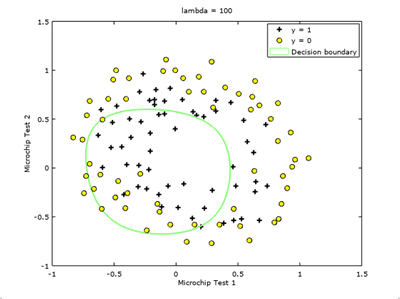 lambda = 100
y = 1
y = 0
Decision boundary
Microchip Test 2
1.5
1
0.5
0
-0.5
-1
-1
-0.5
0
0.5
1
1.5
Microchip Test 1